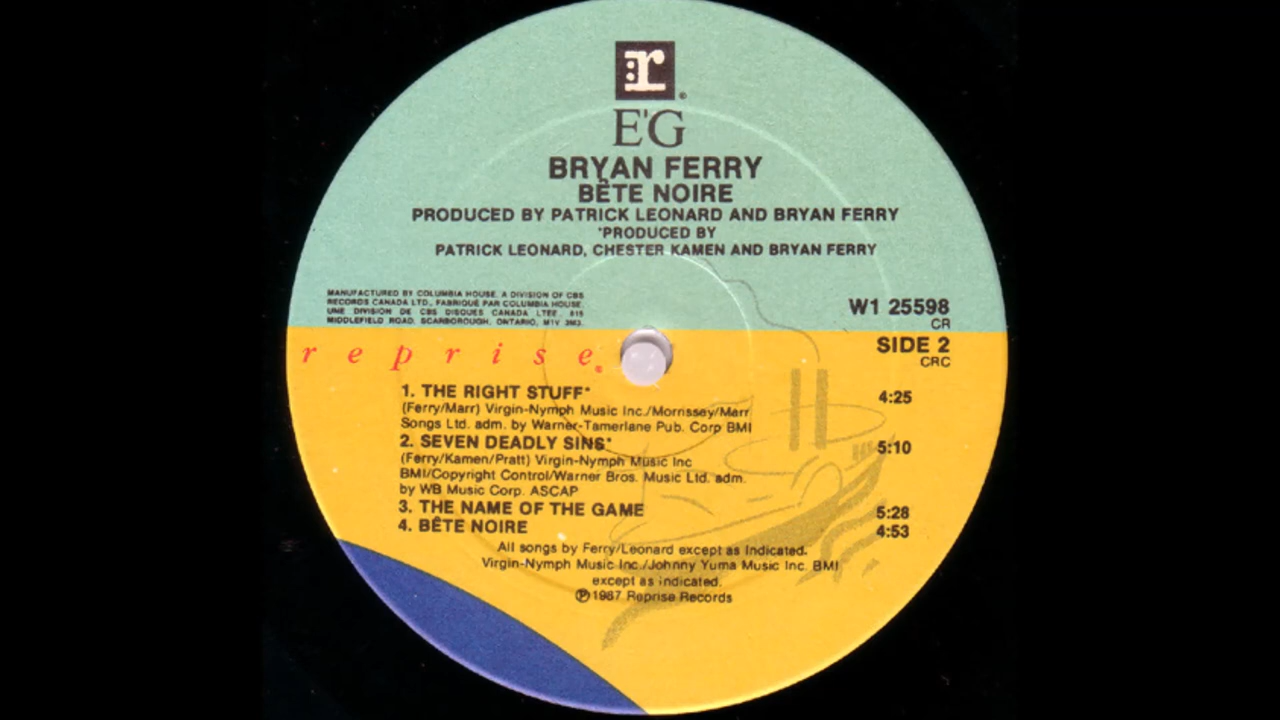 r
E'G
BRYAN FERRY
BÊTE NOIRE
PRODUCED BY PATRICK LEONARD AND BRYAN FERRY
*PRODUCED BY
PATRICK LEONARD, CHESTER KAMEN AND BRYAN FERRY
MANUFACTURED BY COLUMBIA HOUSE, A DIVISION OF CBS
RECORDS CANADA LTD., FABRIQUÉ PAR COLUMBIA HOUSE,
UNE DIVISION DE CBS DISQUES CANADA LTEE, 615
MIDDLEFIELD ROAD, SCARBOROUGH, ONTARIO, M1V 3M3.
W1 25598
CR
SIDE 2
CRC
reprise
1. THE RIGHT STUFF* 4:25
(Ferry/Marr) Virgin-Nymph Music Inc./Morrissey/Marr
Songs Ltd. adm. by Warner-Tamerlane Pub. Corp BMI
2. SEVEN DEADLY SINS* 5:10
(Ferry/Kamen/Pratt) Virgin-Nymph Music Inc
BMI/Copyright Control/Warner Bros. Music Ltd. adm.
by WB Music Corp. ASCAP
3. THE NAME OF THE GAME 5:28
4. BÊTE NOIRE 4:53
All songs by Ferry/Leonard except as indicated.
Virgin-Nymph Music Inc./Johnny Yuma Music Inc. BMI
except as indicated.
℗1987 Reprise Records